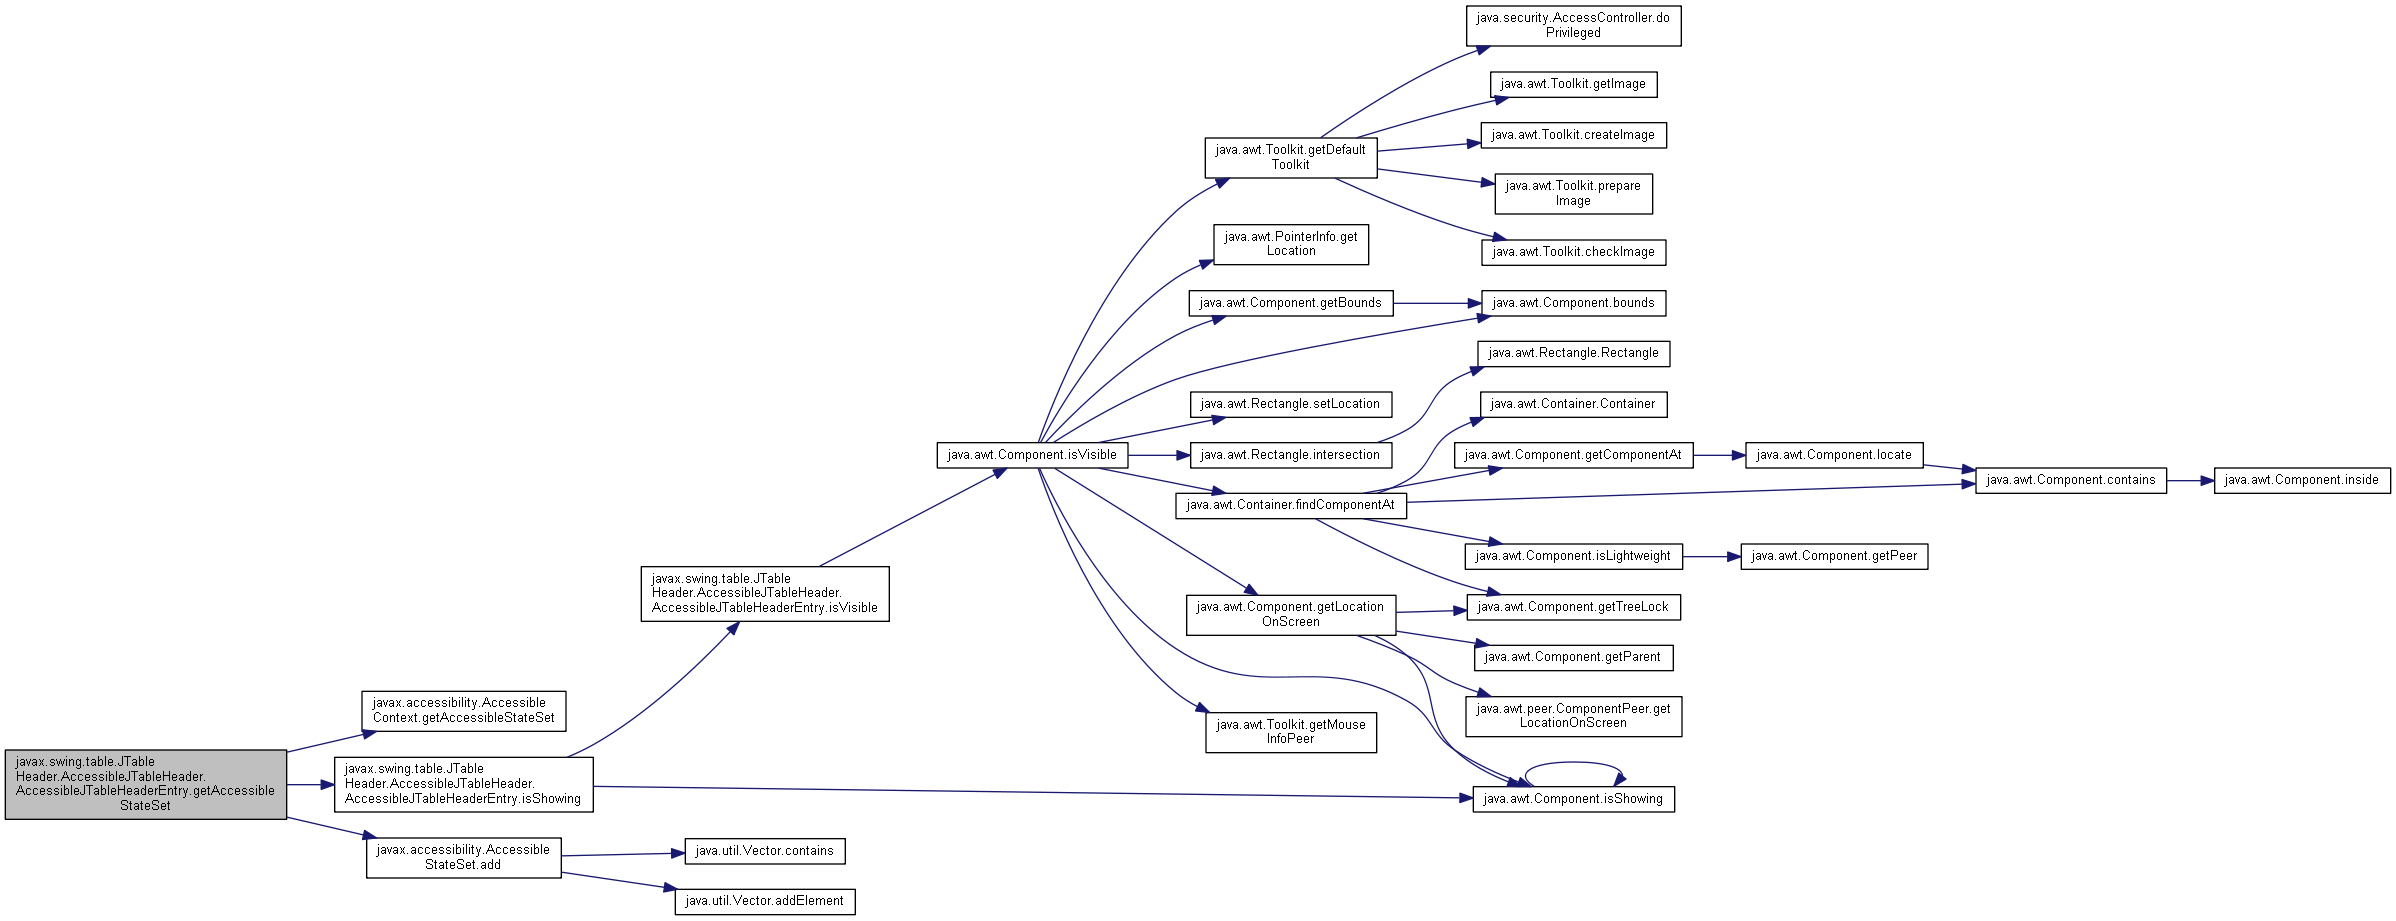 javax.swing.table.JTable
Header.AccessibleJTableHeader.
AccessibleJTableHeaderEntry.getAccessible
StateSet
javax.accessibility.Accessible
Context.getAccessibleStateSet
javax.swing.table.JTable
Header.AccessibleJTableHeader.
AccessibleJTableHeaderEntry.isShowing
javax.accessibility.Accessible
StateSet.add
javax.swing.table.JTable
Header.AccessibleJTableHeader.
AccessibleJTableHeaderEntry.isVisible
java.util.Vector.contains
java.util.Vector.addElement
java.awt.Component.isVisible
java.awt.Toolkit.getDefault
Toolkit
java.awt.PointerInfo.get
Location
java.awt.Component.getBounds
java.awt.Rectangle.setLocation
java.awt.Rectangle.intersection
java.awt.Container.findComponentAt
java.awt.Component.getLocation
OnScreen
java.awt.Toolkit.getMouse
InfoPeer
java.security.AccessController.do
Privileged
java.awt.Toolkit.getImage
java.awt.Toolkit.createImage
java.awt.Toolkit.prepare
Image
java.awt.Toolkit.checkImage
java.awt.Component.bounds
java.awt.Rectangle.Rectangle
java.awt.Container.Container
java.awt.Component.getComponentAt
java.awt.Component.isLightweight
java.awt.Component.getTreeLock
java.awt.Component.getParent
java.awt.peer.ComponentPeer.get
LocationOnScreen
java.awt.Component.isShowing
java.awt.Component.locate
java.awt.Component.getPeer
java.awt.Component.contains
java.awt.Component.inside